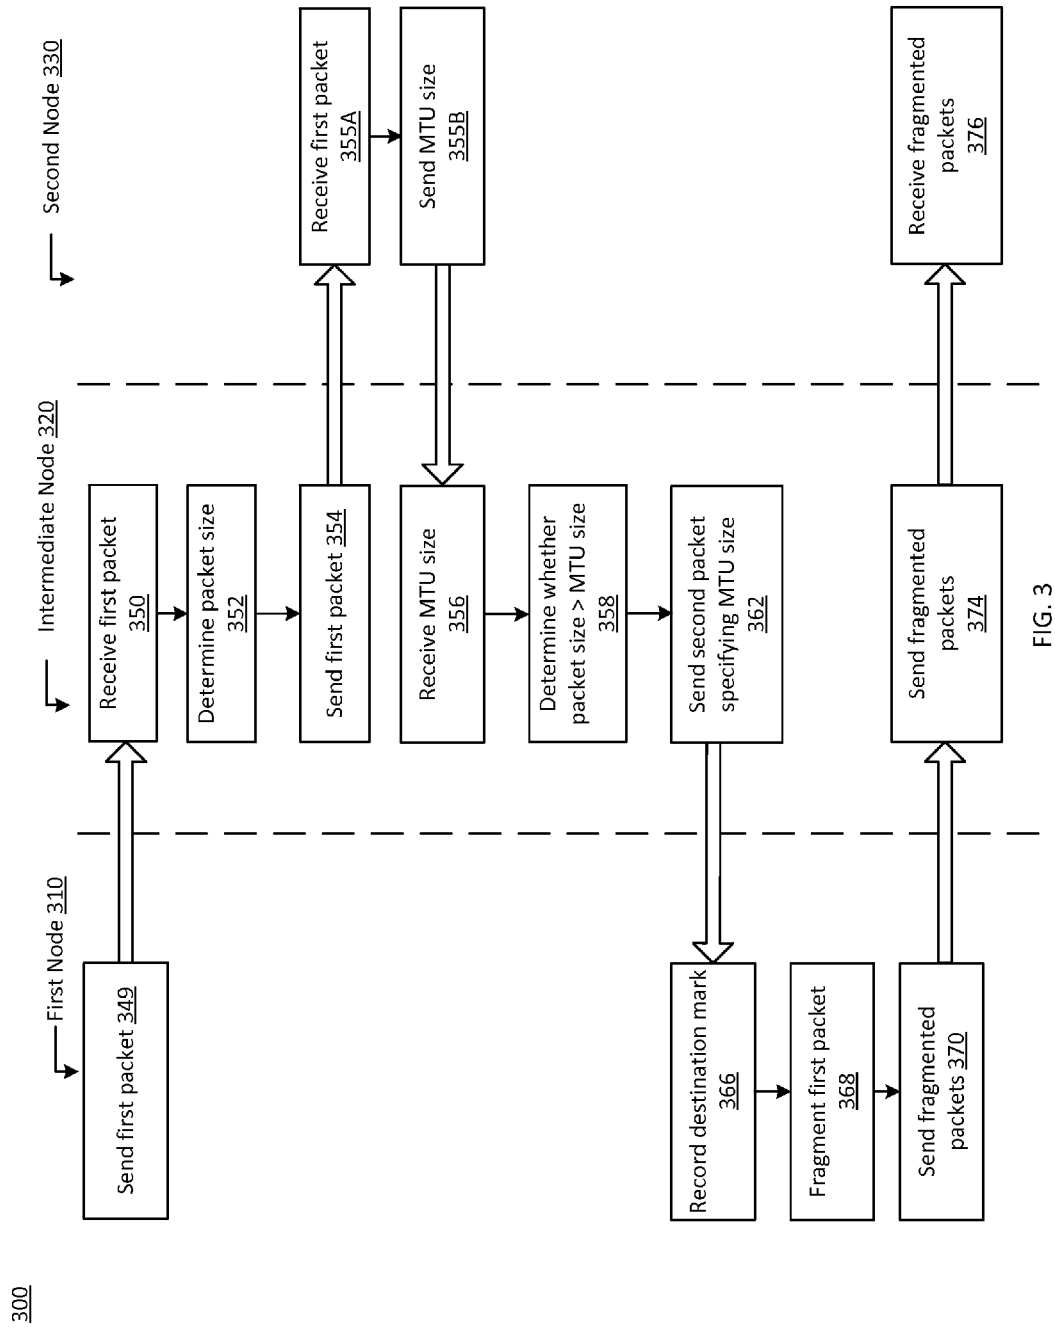 300
First Node 310
Intermediate Node 320
Second Node 330
Send first packet 349
Receive first packet
350
Determine packet size
352
Send first packet 354
Receive first packet
355A
Send MTU size
355B
Receive MTU size
356
Determine whether
packet size > MTU size
358
Send second packet
specifying MTU size
362
Record destination mark
366
Fragment first packet
368
Send fragmented
packets 370
Send fragmented
packets
374
Receive fragmented
packets
376
FIG. 3